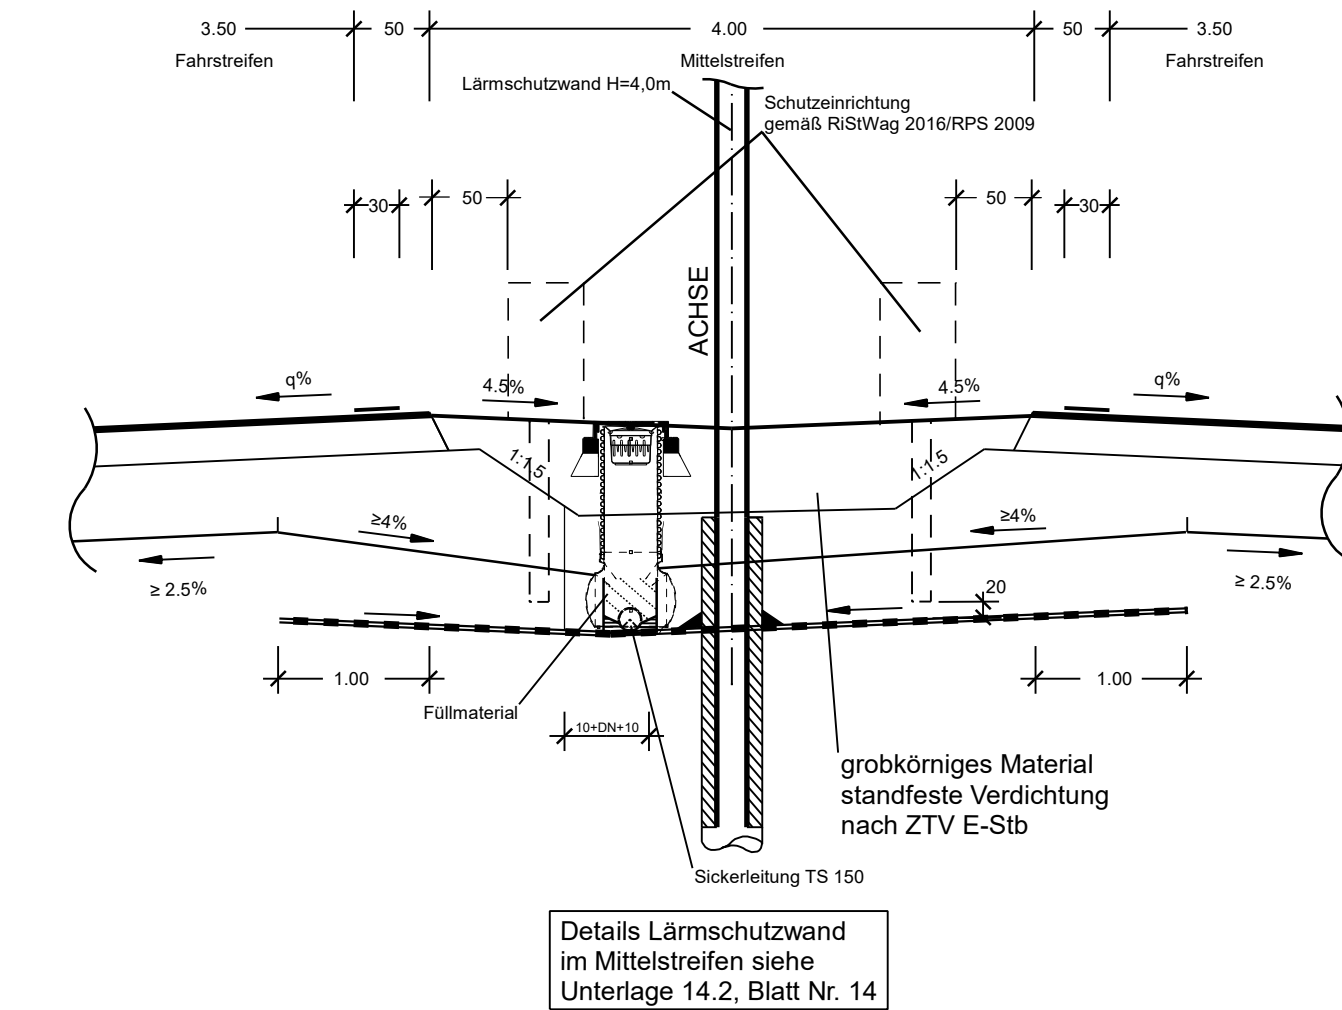 3.50
50
4.00
50
3.50
Fahrstreifen
Mittelstreifen
Fahrstreifen
Lärmschutzwand H=4,0m
Schutzeinrichtung
gemäß RiStWag 2016/RPS 2009
30
50
50
30
ACHSE
q%
4.5%
4.5%
q%
1:1.5
1:1.5
≥4%
≥4%
≥ 2.5%
≥ 2.5%
20
1.00
1.00
Füllmaterial
10+DN+10
grobkörniges Material
standfeste Verdichtung
nach ZTV E-Stb
Sickerleitung TS 150
Details Lärmschutzwand
im Mittelstreifen siehe
Unterlage 14.2, Blatt Nr. 14